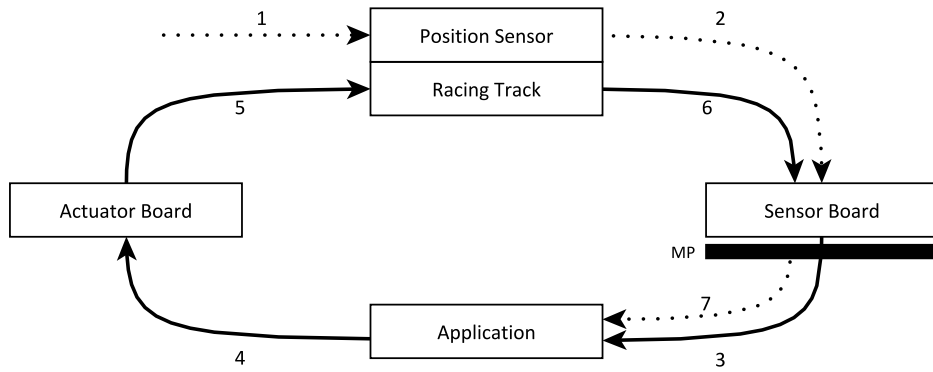 1
2
Position Sensor
Racing Track
5
6
Actuator Board
Sensor Board
MP
7
Application
4
3